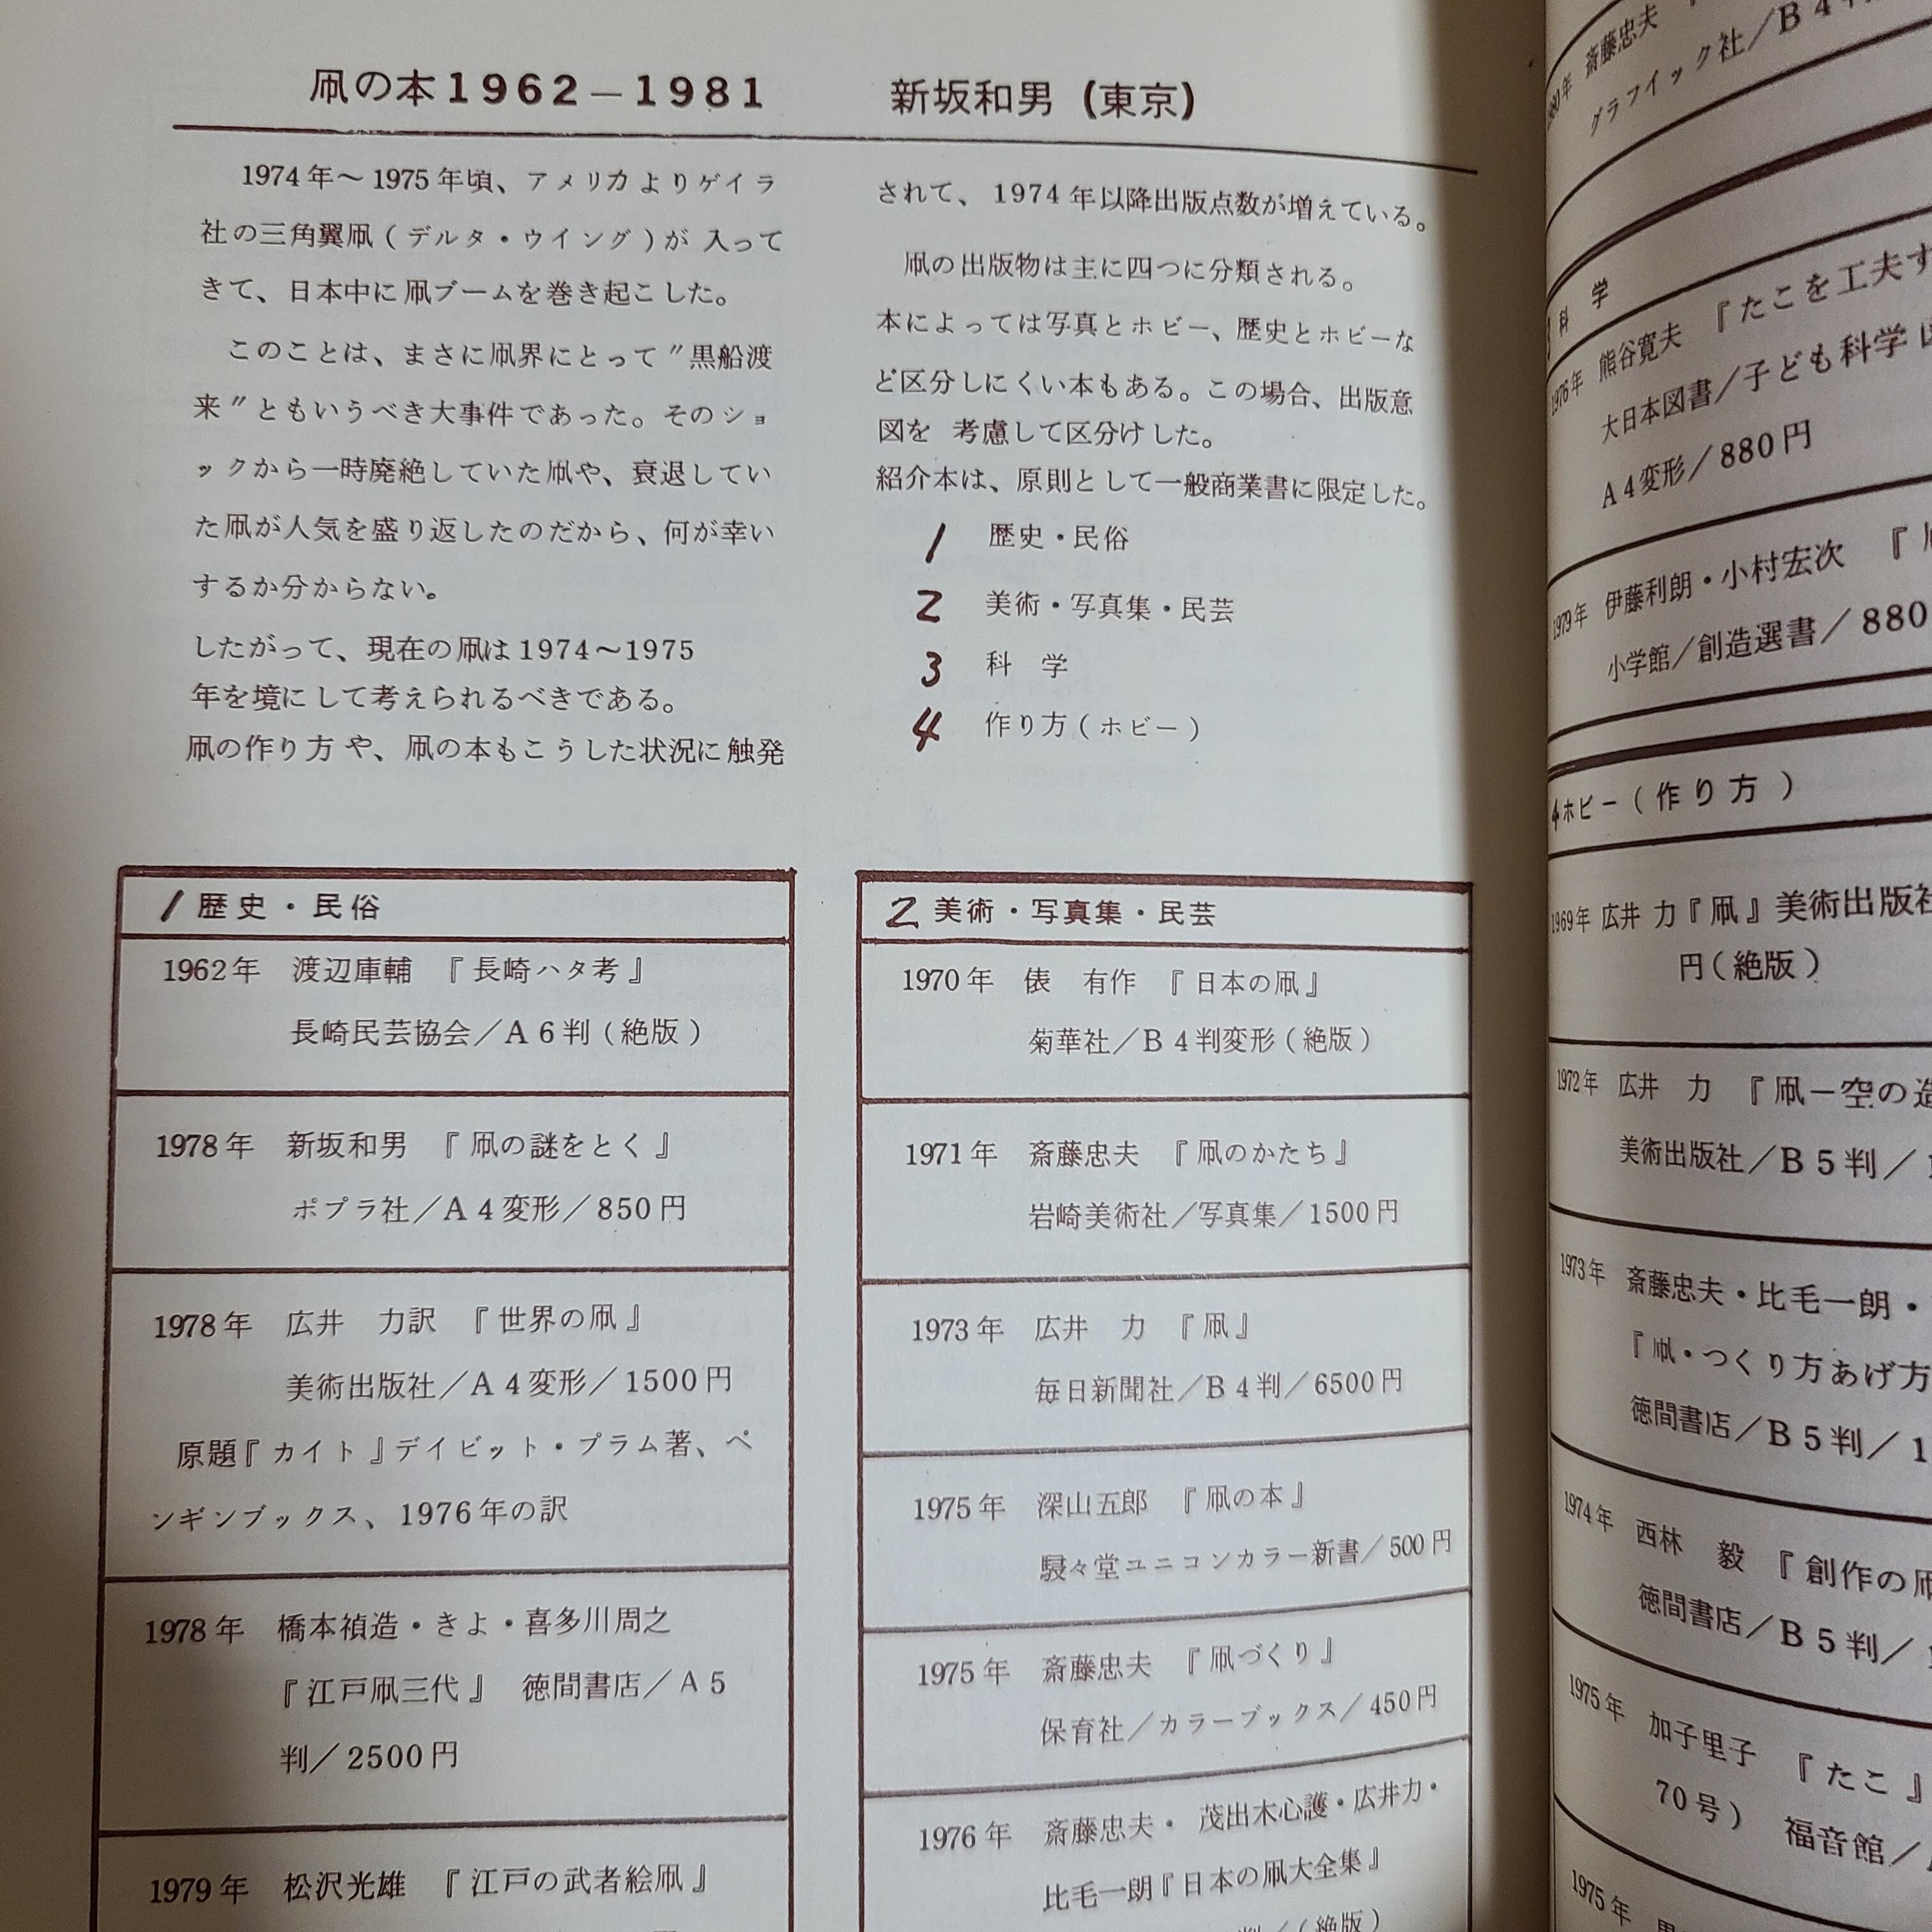 凧の本1962－1981　新坂和男（東京）
1974年～1975年頃、アメリカよりゲイラ
社の三角翼凧（デルタ・ウイング）が入って
きて、日本中に凧ブームを巻き起こした。
このことは、まさに凧界にとって〃黒船渡
来〃ともいうべき大事件であった。そのショ
ックから一時廃絶していた凧や、衰退してい
た凧が人気を盛り返したのだから、何が幸い
するか分からない。
したがって、現在の凧は1974～1975
年を境にして考えられるべきである。
凧の作り方や、凧の本もこうした状況に触発
されて、1974年以降出版点数が増えている。
凧の出版物は主に四つに分類される。
本によっては写真とホビー、歴史とホビーな
ど区分しにくい本もある。この場合、出版意
図を 考慮して区分けした。
紹介本は、原則として一般商業書に限定した。
1 歴史・民俗
2 美術・写真集・民芸
3 科　学
4 作り方（ホビー）
1 歴史・民俗
1962年　渡辺庫輔　『長崎ハタ考』
長崎民芸協会／A6判（絶版）
1978年　新坂和男　『凧の謎をとく』
ポプラ社／A4変形／850円
1978年　広井　力訳　『世界の凧』
美術出版社／A4変形／1500円
原題『カイト』デイビット・プラム著、ペ
ンギンブックス、1976年の訳
1978年　橋本禎造・きよ・喜多川周之
『江戸凧三代』　徳間書店／A5
判／2500円
1979年　松沢光雄　『江戸の武者絵凧』
2 美術・写真集・民芸
1970年　俵　有作　『日本の凧』
菊華社／B4判変形（絶版）
1971年　斎藤忠夫　『凧のかたち』
岩崎美術社／写真集／1500円
1973年　広井　力　『凧』
毎日新聞社／B4判／6500円
1975年　深山五郎　『凧の本』
駸々堂ユニコンカラー新書／500円
1975年　斎藤忠夫　『凧づくり』
保育社／カラーブックス／450円
1976年　斎藤忠夫・茂出木心護・広井力・
比毛一朗『日本の凧大全集』
（絶版）
斎藤忠夫
グラフイック社／B4
3 科　学
1976年　熊谷寛夫　『たこを工夫す
大日本図書／子ども科学
A4変形／880円
1979年　伊藤利朗・小村宏次　『
小学館／創造選書／880
4 ホビー（作り方）
1969年 広井 力『凧』美術出版社
円（絶版）
1972年　広井　力　『凧－空の造
美術出版社／B5判／
1973年　斎藤忠夫・比毛一朗・
『凧・つくり方あげ方
徳間書店／B5判／1
1974年　西林　毅　『創作の凧
徳間書店／B5判／
1975年　加子里子　『たこ』
70号）　福音館／
1975年